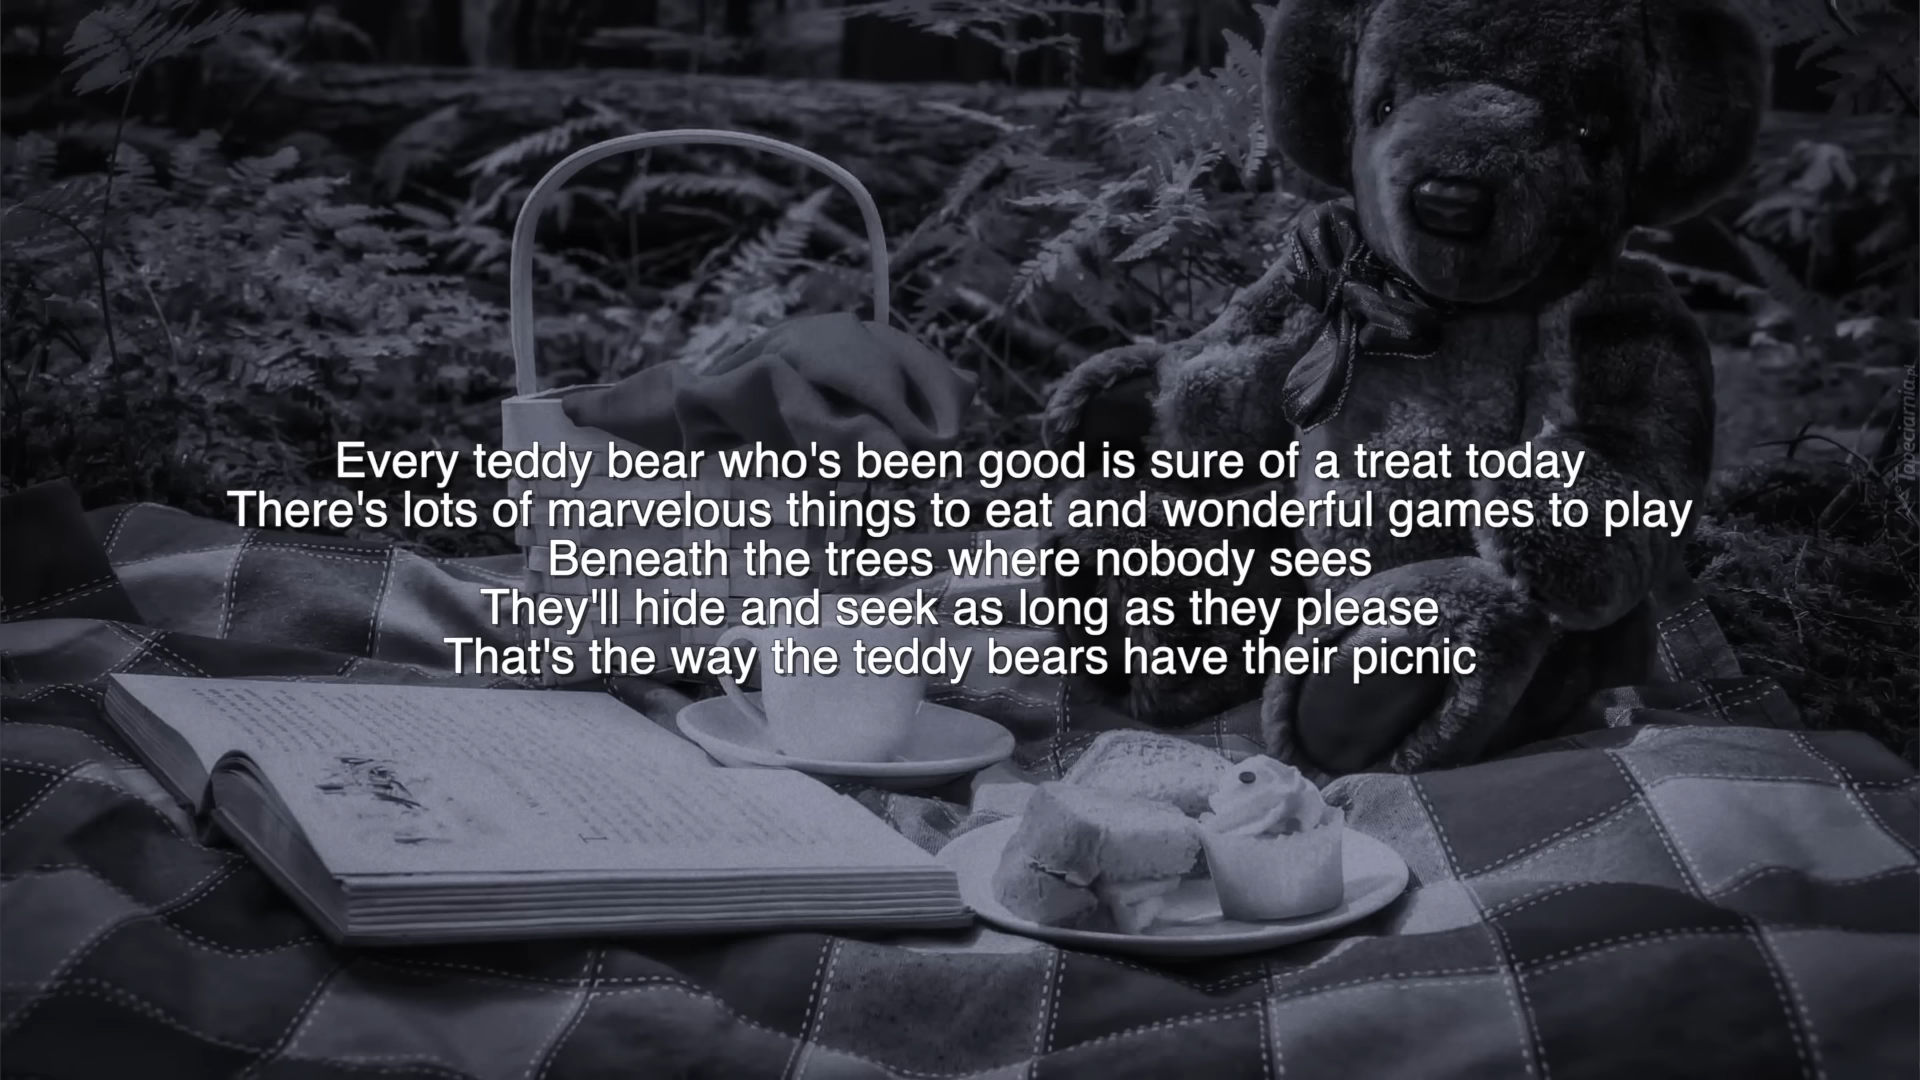 Every teddy bear who's been good is sure of a treat today
There's lots of marvelous things to eat and wonderful games to play
Beneath the trees where nobody sees
They'll hide and seek as long as they please
That's the way the teddy bears have their picnic
Tapeciarnia.pl